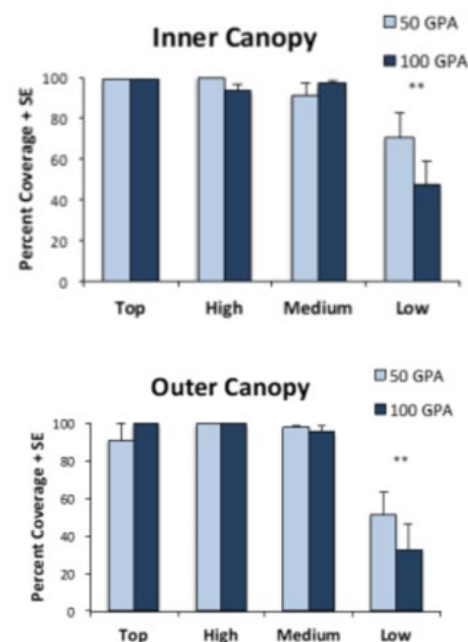 Inner Canopy
50 GPA
100 GPA
**
Percent Coverage + SE
100
80
60
40
20
0
Top High Medium Low
Outer Canopy
50 GPA
100 GPA
**
Percent Coverage + SE
100
80
60
40
20
0
Top High Medium Low